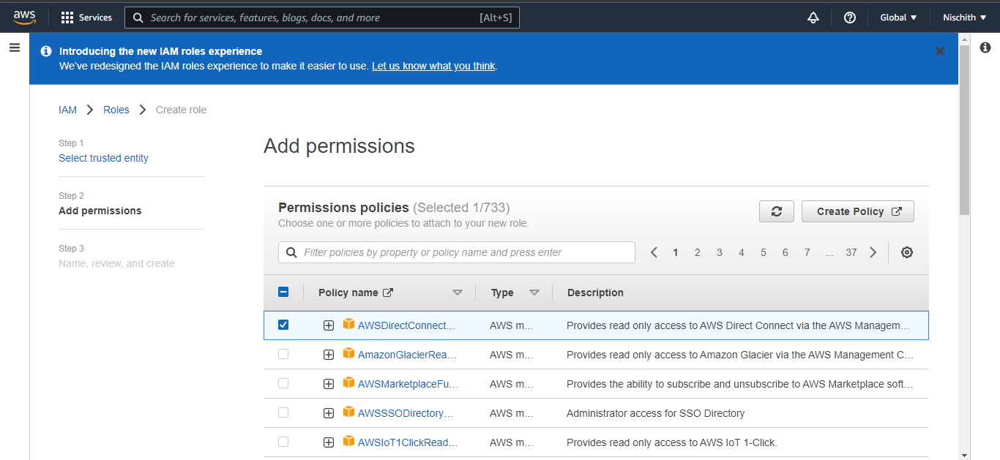 aws
Services
Search for services, features, blogs, docs, and more [Alt+S]
Global ▼
Nischith ▼
Introducing the new IAM roles experience
We've redesigned the IAM roles experience to make it easier to use. Let us know what you think.
IAM > Roles > Create role
Step 1
Select trusted entity
Step 2
Add permissions
Step 3
Name, review, and create
Add permissions
Permissions policies (Selected 1/733)
Choose one or more policies to attach to your new role.
Create Policy
Filter policies by property or policy name and press enter
< 1 2 3 4 5 6 7 ... 37 >
Policy name Type Description
AWSDirectConnect... AWS m... Provides read only access to AWS Direct Connect via the AWS Managem...
AmazonGlacierRea... AWS m... Provides read only access to Amazon Glacier via the AWS Management C...
AWSMarketplaceFu... AWS m... Provides the ability to subscribe and unsubscribe to AWS Marketplace soft...
AWSSSODirectory... AWS m... Administrator access for SSO Directory
AWSIoT1ClickRead... AWS m... Provides read only access to AWS IoT 1-Click.